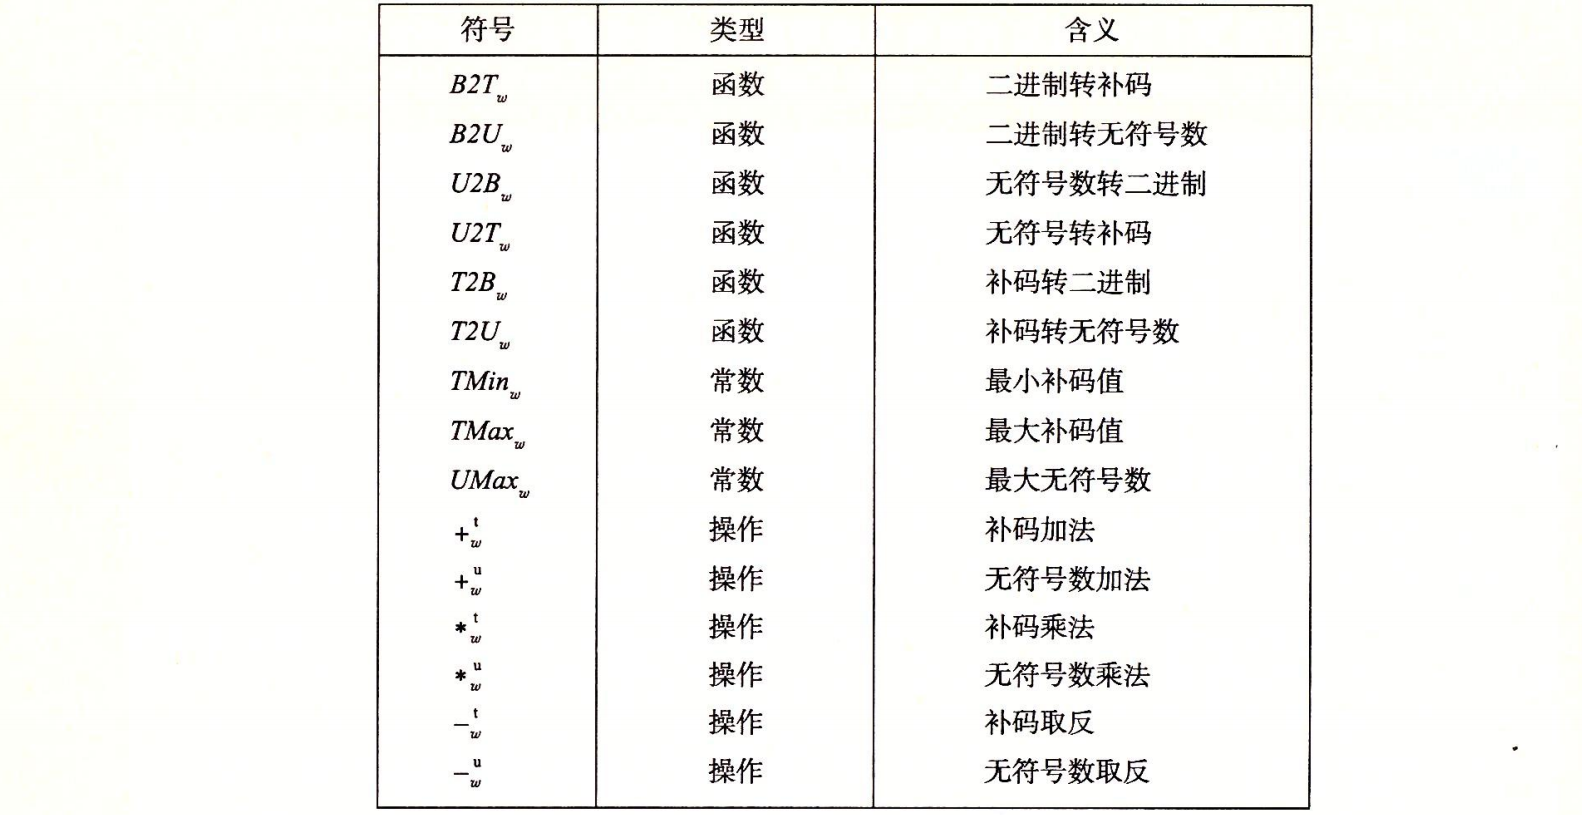 符号 类型 含义
B2T_w 函数 二进制转补码
B2U_w 函数 二进制转无符号数
U2B_w 函数 无符号数转二进制
U2T_w 函数 无符号转补码
T2B_w 函数 补码转二进制
T2U_w 函数 补码转无符号数
TMin_w 常数 最小补码值
TMax_w 常数 最大补码值
UMax_w 常数 最大无符号数
+^t_w 操作 补码加法
+^u_w 操作 无符号数加法
*^t_w 操作 补码乘法
*^u_w 操作 无符号数乘法
-^t_w 操作 补码取反
-^u_w 操作 无符号数取反